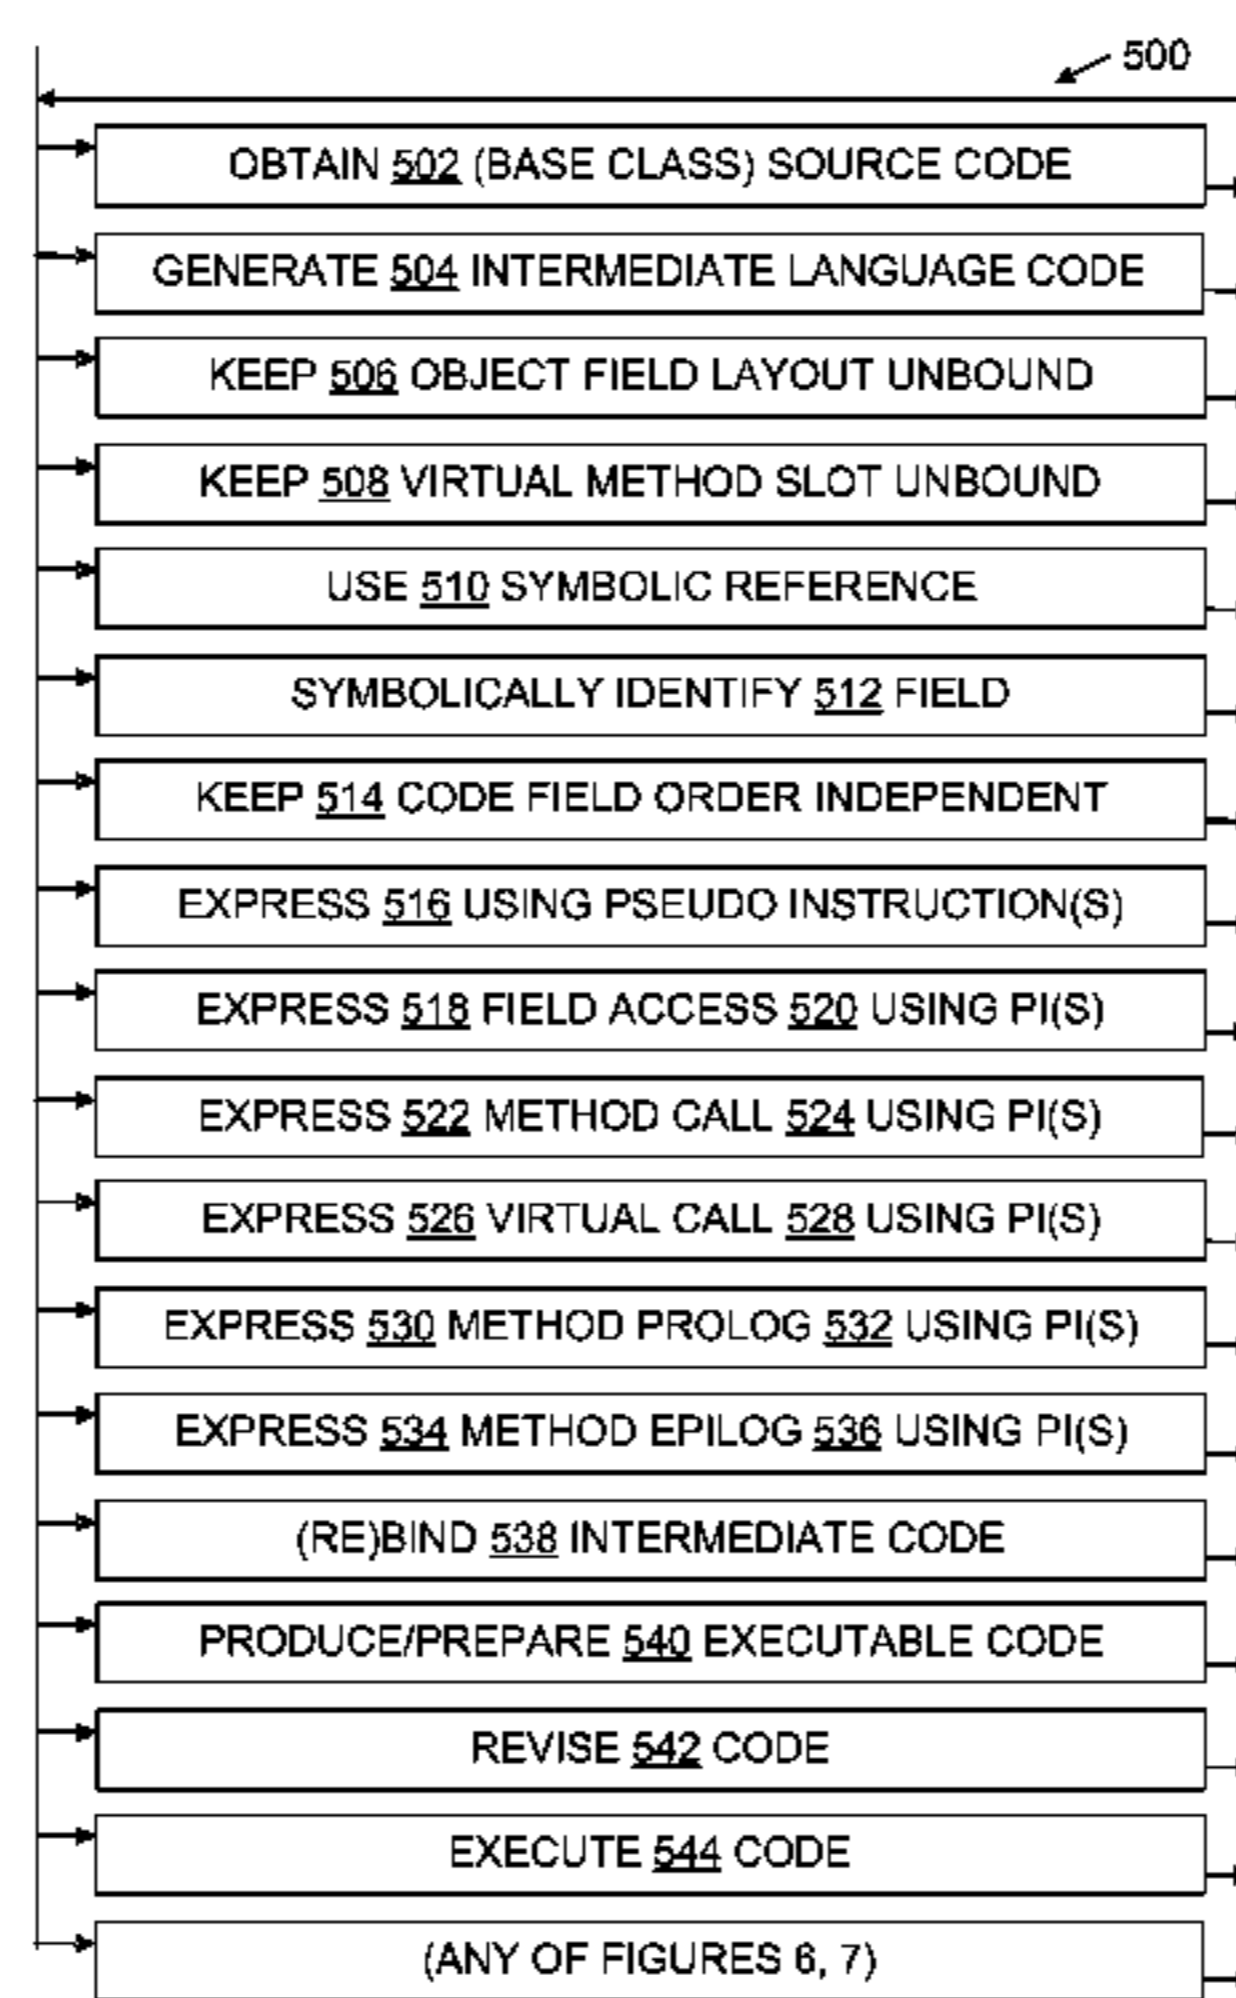 500
OBTAIN 502 (BASE CLASS) SOURCE CODE
GENERATE 504 INTERMEDIATE LANGUAGE CODE
KEEP 506 OBJECT FIELD LAYOUT UNBOUND
KEEP 508 VIRTUAL METHOD SLOT UNBOUND
USE 510 SYMBOLIC REFERENCE
SYMBOLICALLY IDENTIFY 512 FIELD
KEEP 514 CODE FIELD ORDER INDEPENDENT
EXPRESS 516 USING PSEUDO INSTRUCTION(S)
EXPRESS 518 FIELD ACCESS 520 USING PI(S)
EXPRESS 522 METHOD CALL 524 USING PI(S)
EXPRESS 526 VIRTUAL CALL 528 USING PI(S)
EXPRESS 530 METHOD PROLOG 532 USING PI(S)
EXPRESS 534 METHOD EPILOG 536 USING PI(S)
(RE)BIND 538 INTERMEDIATE CODE
PRODUCE/PREPARE 540 EXECUTABLE CODE
REVISE 542 CODE
EXECUTE 544 CODE
(ANY OF FIGURES 6, 7)